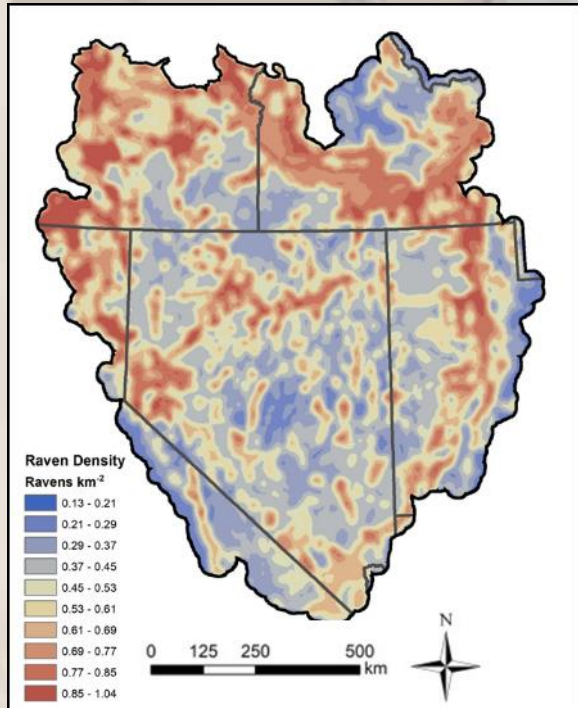 Raven Density
Ravens km-2
0.13 - 0.21
0.21 - 0.29
0.29 - 0.37
0.37 - 0.45
0.45 - 0.53
0.53 - 0.61
0.61 - 0.69
0.69 - 0.77
0.77 - 0.85
0.85 - 1.04
0 125 250 500
km
N